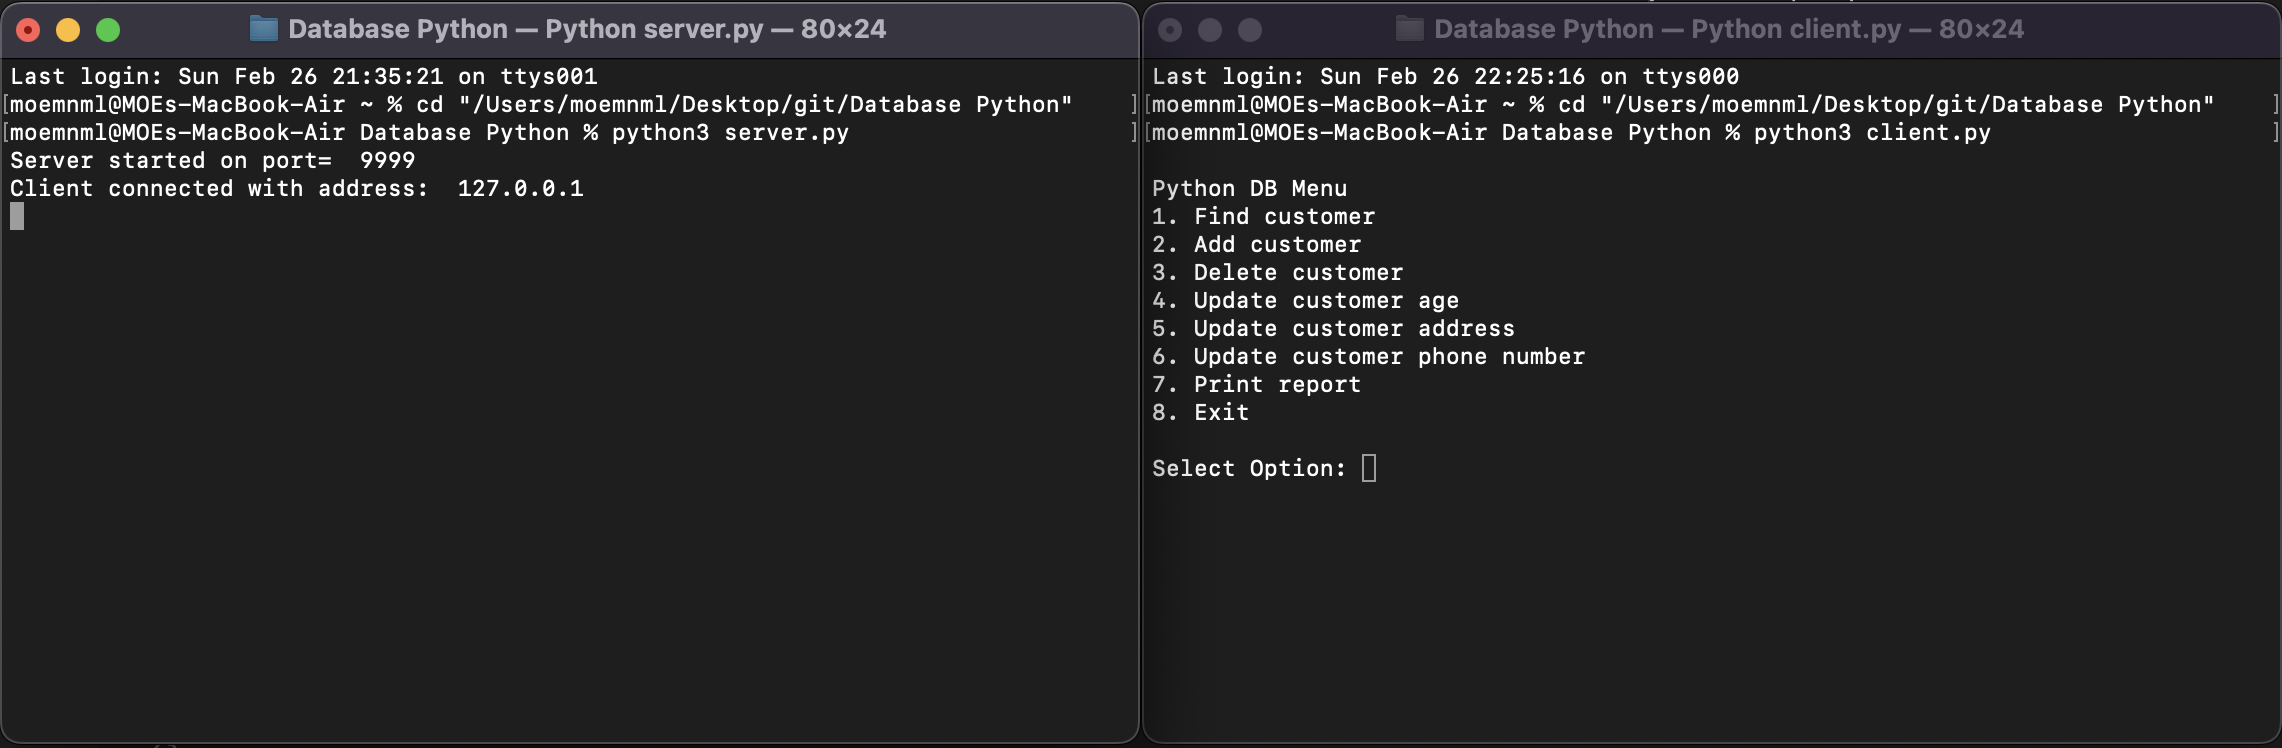 Database Python — Python server.py — 80×24
Last login: Sun Feb 26 21:35:21 on ttys001
[moemnml@MOEs-MacBook-Air ~ % cd "/Users/moemnml/Desktop/git/Database Python" ]
[moemnml@MOEs-MacBook-Air Database Python % python3 server.py ]
Server started on port=  9999
Client connected with address:  127.0.0.1
Database Python — Python client.py — 80×24
Last login: Sun Feb 26 22:25:16 on ttys000
[moemnml@MOEs-MacBook-Air ~ % cd "/Users/moemnml/Desktop/git/Database Python" ]
[moemnml@MOEs-MacBook-Air Database Python % python3 client.py ]
Python DB Menu
1. Find customer
2. Add customer
3. Delete customer
4. Update customer age
5. Update customer address
6. Update customer phone number
7. Print report
8. Exit
Select Option: